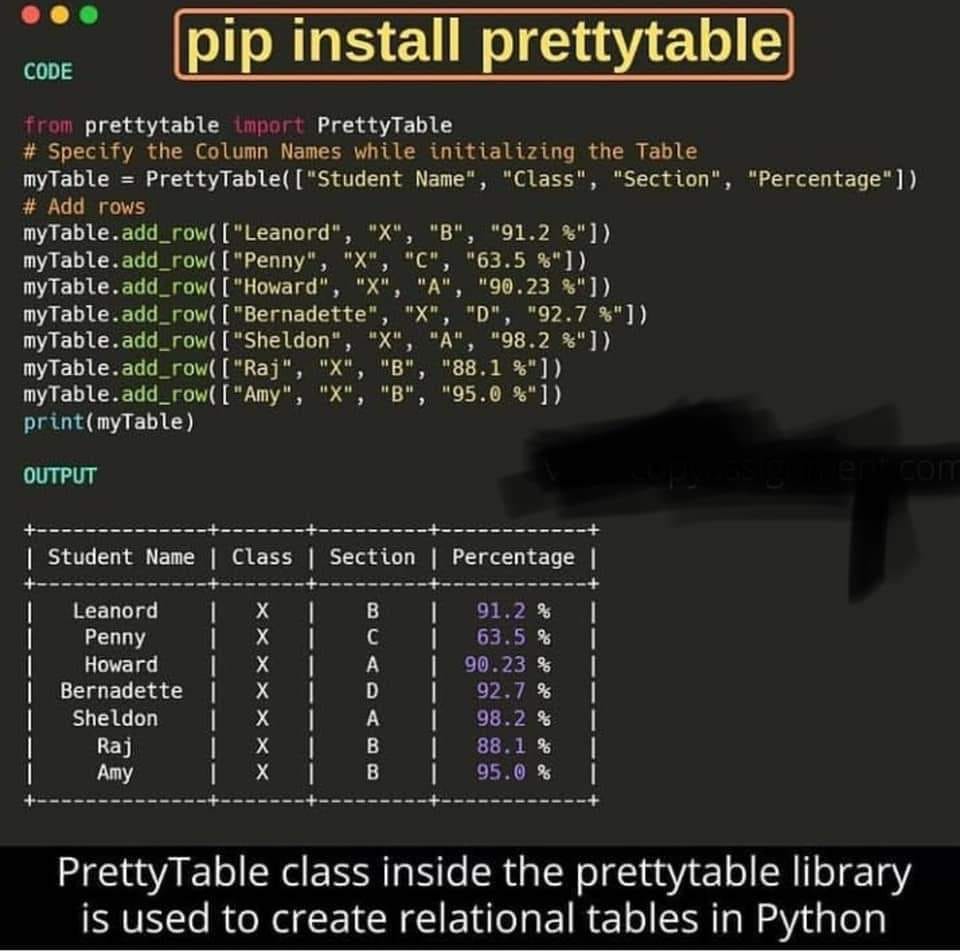 pip install prettytable
CODE
from prettytable import PrettyTable
# Specify the Column Names while initializing the Table
myTable = PrettyTable(["Student Name", "Class", "Section", "Percentage"])
# Add rows
myTable.add_row(["Leanord", "X", "B", "91.2 %"])
myTable.add_row(["Penny", "X", "C", "63.5 %"])
myTable.add_row(["Howard", "X", "A", "90.23 %"])
myTable.add_row(["Bernadette", "X", "D", "92.7 %"])
myTable.add_row(["Sheldon", "X", "A", "98.2 %"])
myTable.add_row(["Raj", "X", "B", "88.1 %"])
myTable.add_row(["Amy", "X", "B", "95.0 %"])
print(myTable)
OUTPUT
+--------------+-------+---------+------------+
| Student Name | Class | Section | Percentage |
+--------------+-------+---------+------------+
|   Leanord    |   X   |    B    |   91.2 %   |
|    Penny     |   X   |    C    |   63.5 %   |
|    Howard    |   X   |    A    |  90.23 %   |
|  Bernadette  |   X   |    D    |   92.7 %   |
|   Sheldon    |   X   |    A    |   98.2 %   |
|     Raj      |   X   |    B    |   88.1 %   |
|     Amy      |   X   |    B    |   95.0 %   |
+--------------+-------+---------+------------+
PrettyTable class inside the prettytable library
is used to create relational tables in Python